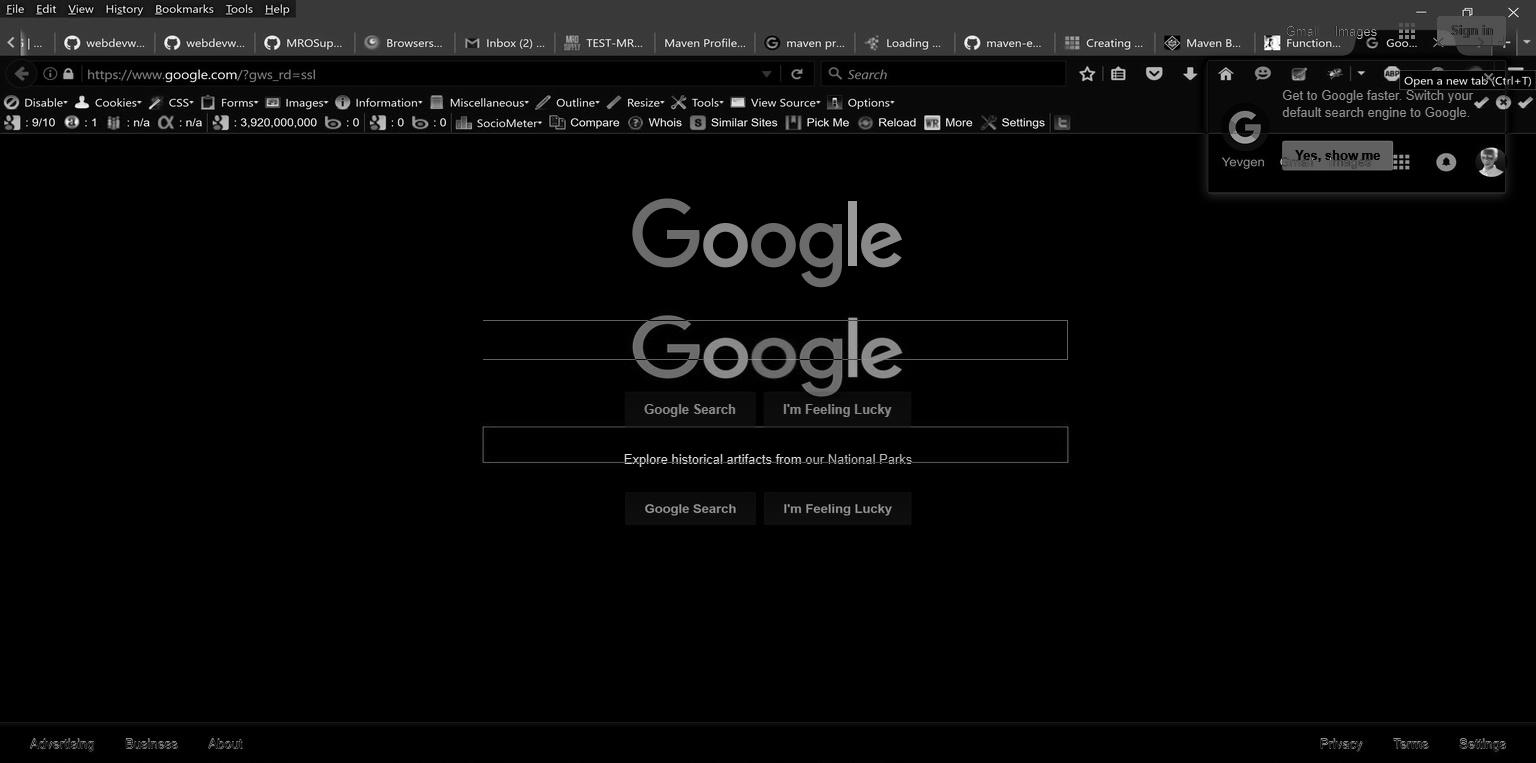 File Edit View History Bookmarks Tools Help
| ... webdevw... webdevw... MROSup... Browsers... Inbox (2) ... TEST-MR... Maven Profile... maven pr... Loading ... maven-e... Creating ... Maven B... Function... Goo...
Gmail Images Sign in
https://www.google.com/?gws_rd=ssl Search
Open a new tab (Ctrl+T)
Disable Cookies CSS Forms Images Information Miscellaneous Outline Resize Tools View Source Options
: 9/10 : 1 : n/a : n/a : 3,920,000,000 : 0 : 0 : 0 SocioMeter Compare Whois Similar Sites Pick Me Reload More Settings
Get to Google faster. Switch your
default search engine to Google.
Yes, show me
Yevgen Gmail Images
Google
Google
Google Search I'm Feeling Lucky
Explore historical artifacts from our National Parks
Google Search I'm Feeling Lucky
Advertising Business About Privacy Terms Settings